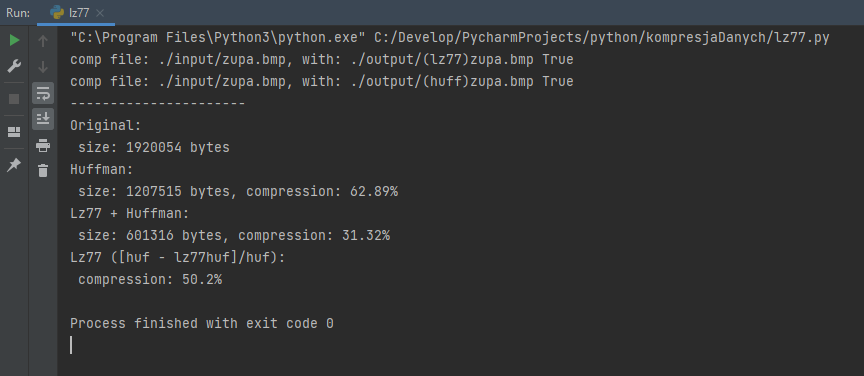 Run: lz77
"C:\Program Files\Python3\python.exe" C:/Develop/PycharmProjects/python/kompresjaDanych/lz77.py
comp file: ./input/zupa.bmp, with: ./output/(lz77)zupa.bmp True
comp file: ./input/zupa.bmp, with: ./output/(huff)zupa.bmp True
----------------------
Original:
 size: 1920054 bytes
Huffman:
 size: 1207515 bytes, compression: 62.89%
Lz77 + Huffman:
 size: 601316 bytes, compression: 31.32%
Lz77 ([huf - lz77huf]/huf):
 compression: 50.2%
Process finished with exit code 0